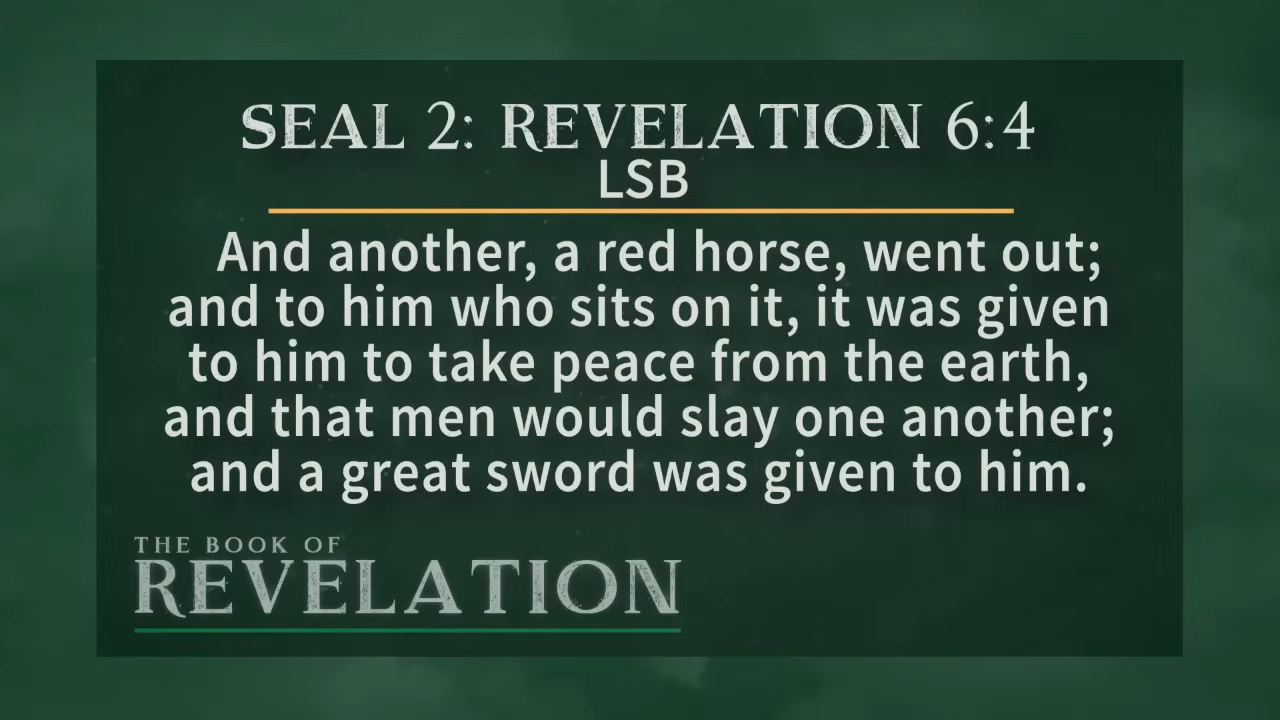 SEAL 2: REVELATION 6:4
LSB
And another, a red horse, went out;
and to him who sits on it, it was given
to him to take peace from the earth,
and that men would slay one another;
and a great sword was given to him.
THE BOOK OF
REVELATION